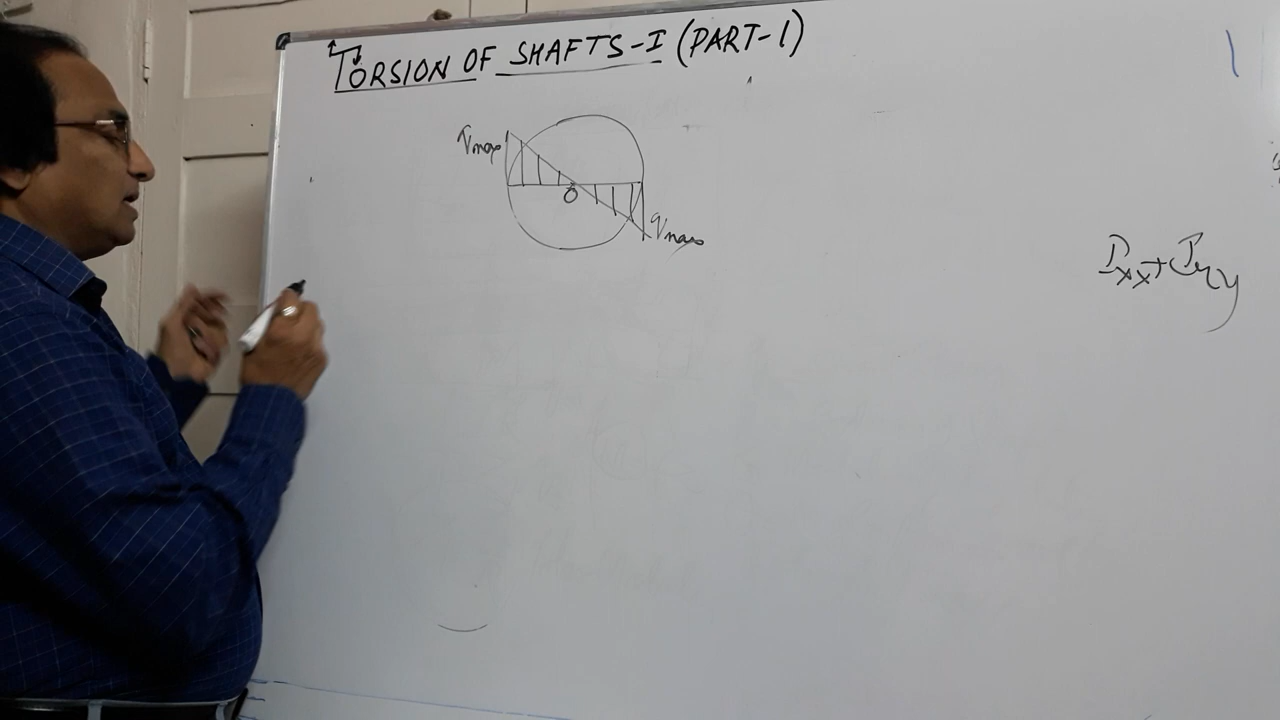 TORSION OF SHAFTS-I (PART-1)
τmax
O
τmax
Ixx+Iyy